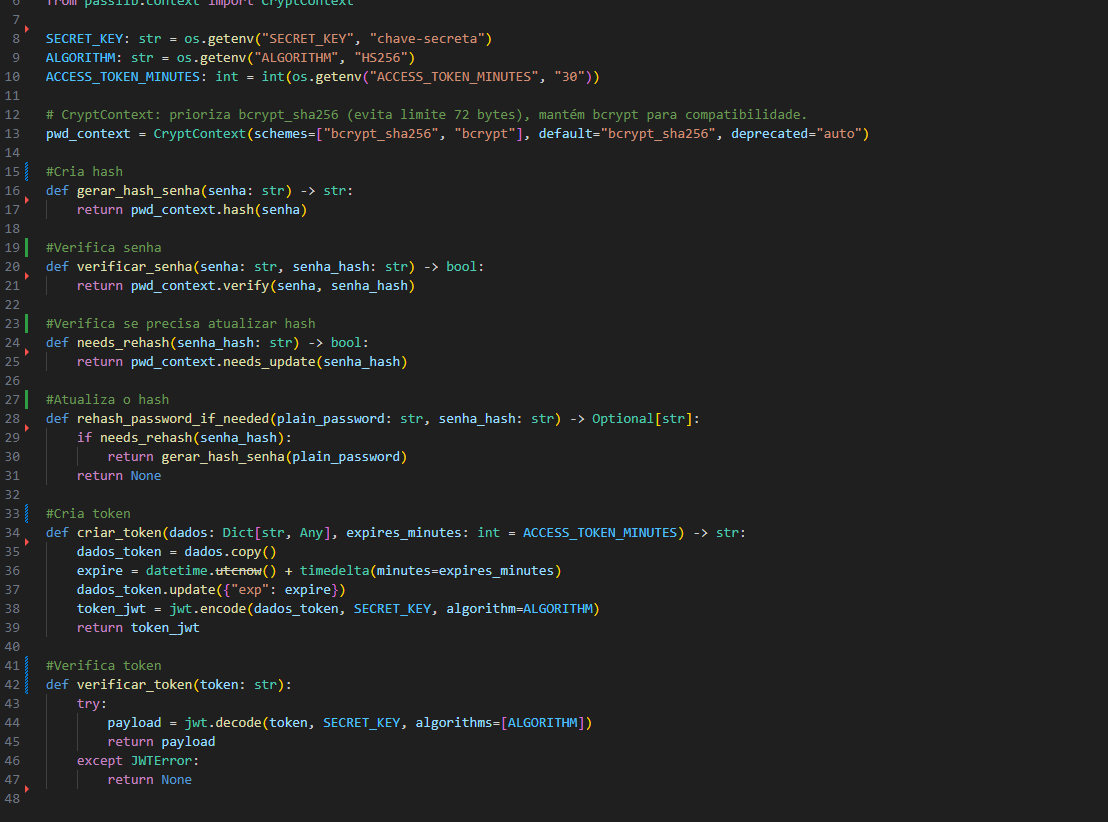 6 from passlib.context import CryptContext
7
8 SECRET_KEY: str = os.getenv("SECRET_KEY", "chave-secreta")
9 ALGORITHM: str = os.getenv("ALGORITHM", "HS256")
10 ACCESS_TOKEN_MINUTES: int = int(os.getenv("ACCESS_TOKEN_MINUTES", "30"))
11
12 # CryptContext: prioriza bcrypt_sha256 (evita limite 72 bytes), mantém bcrypt para compatibilidade.
13 pwd_context = CryptContext(schemes=["bcrypt_sha256", "bcrypt"], default="bcrypt_sha256", deprecated="auto")
14
15 #Cria hash
16 def gerar_hash_senha(senha: str) -> str:
17     return pwd_context.hash(senha)
18
19 #Verifica senha
20 def verificar_senha(senha: str, senha_hash: str) -> bool:
21     return pwd_context.verify(senha, senha_hash)
22
23 #Verifica se precisa atualizar hash
24 def needs_rehash(senha_hash: str) -> bool:
25     return pwd_context.needs_update(senha_hash)
26
27 #Atualiza o hash
28 def rehash_password_if_needed(plain_password: str, senha_hash: str) -> Optional[str]:
29     if needs_rehash(senha_hash):
30         return gerar_hash_senha(plain_password)
31     return None
32
33 #Cria token
34 def criar_token(dados: Dict[str, Any], expires_minutes: int = ACCESS_TOKEN_MINUTES) -> str:
35     dados_token = dados.copy()
36     expire = datetime.utcnow() + timedelta(minutes=expires_minutes)
37     dados_token.update({"exp": expire})
38     token_jwt = jwt.encode(dados_token, SECRET_KEY, algorithm=ALGORITHM)
39     return token_jwt
40
41 #Verifica token
42 def verificar_token(token: str):
43     try:
44         payload = jwt.decode(token, SECRET_KEY, algorithms=[ALGORITHM])
45         return payload
46     except JWTError:
47         return None
48